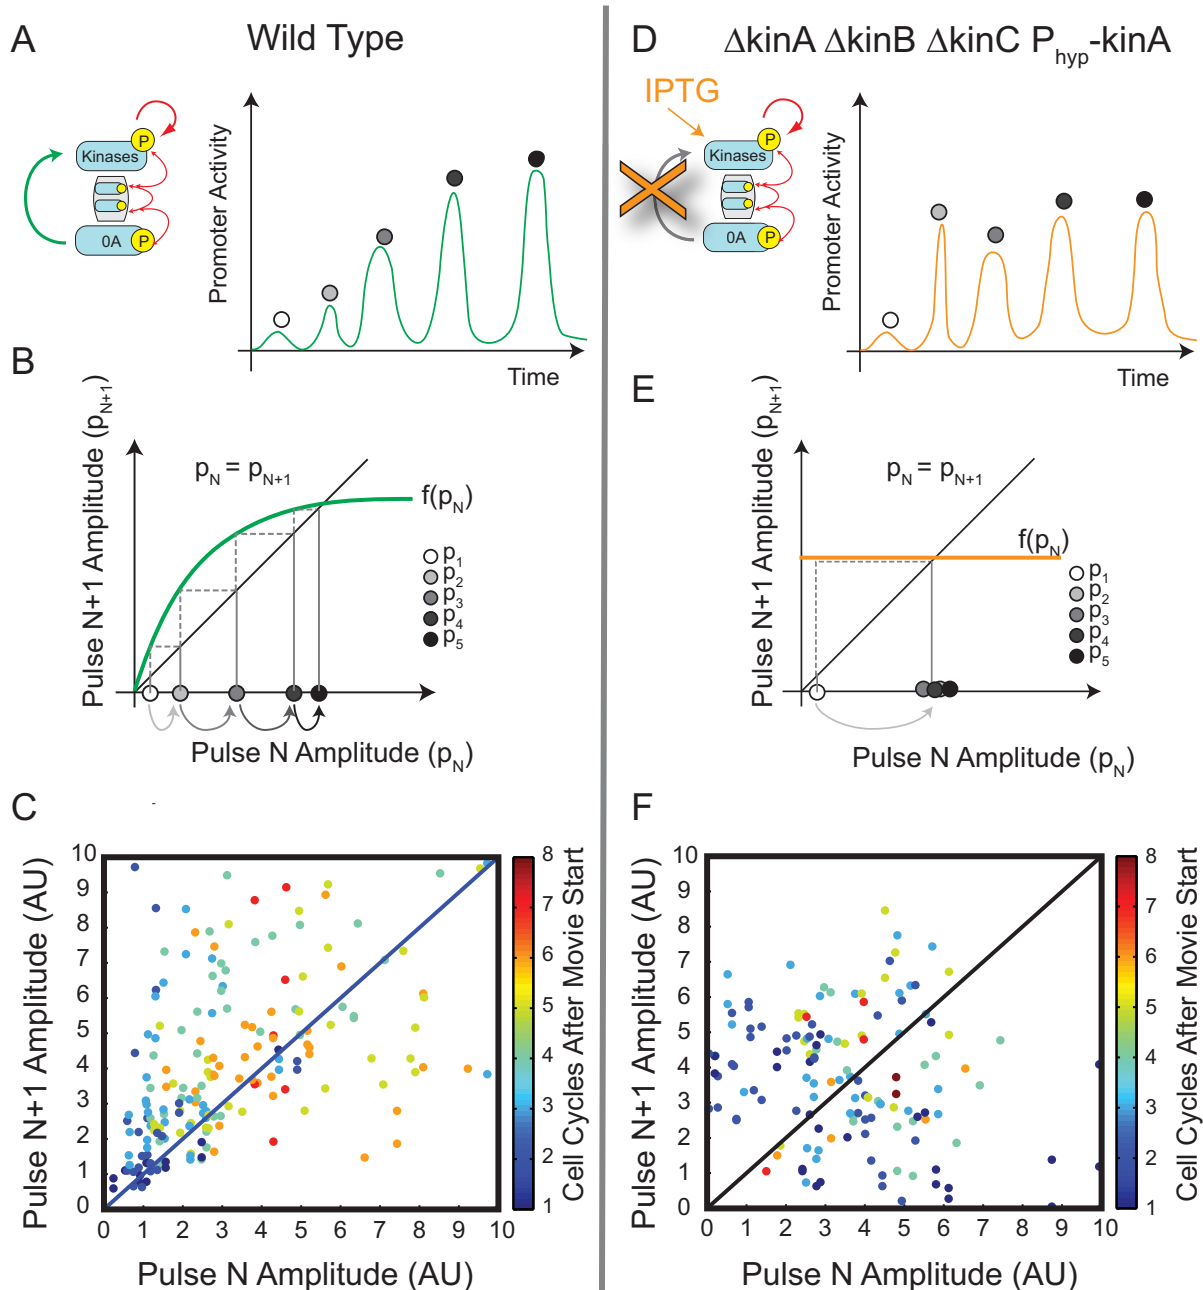 A
Wild Type
P
Kinases
0A
P
Promoter Activity
Time
B
Pulse N+1 Amplitude (pN+1)
pN = pN+1
f(pN)
p1
p2
p3
p4
p5
Pulse N Amplitude (pN)
C
Pulse N+1 Amplitude (AU)
10
9
8
7
6
5
4
3
2
1
0
0 1 2 3 4 5 6 7 8 9 10
Pulse N Amplitude (AU)
8
7
6
5
4
3
2
1
Cell Cycles After Movie Start
D
ΔkinA ΔkinB ΔkinC Phyp-kinA
IPTG
P
Kinases
0A
P
Promoter Activity
Time
E
Pulse N+1 Amplitude (pN+1)
pN = pN+1
f(pN)
p1
p2
p3
p4
p5
Pulse N Amplitude (pN)
F
Pulse N+1 Amplitude (AU)
10
9
8
7
6
5
4
3
2
1
0
0 1 2 3 4 5 6 7 8 9 10
Pulse N Amplitude (AU)
8
7
6
5
4
3
2
1
Cell Cycles After Movie Start